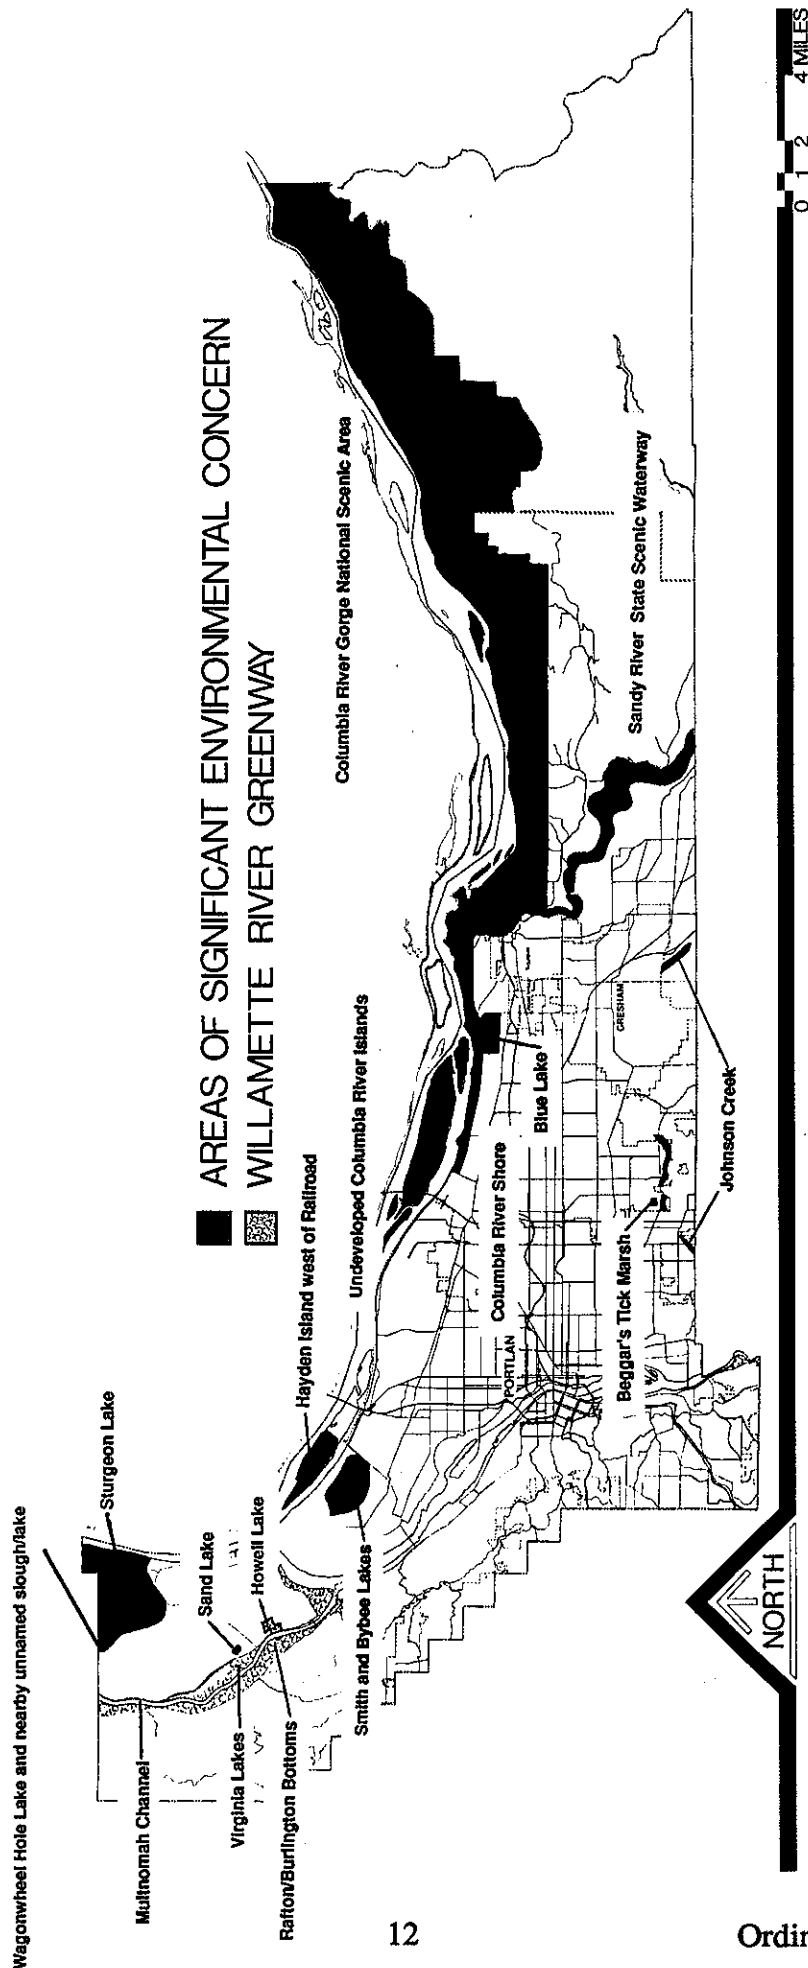 AREAS OF SIGNIFICANT ENVIRONMENTAL CONCERN
WILLAMETTE RIVER GREENWAY
Wagonwheel Hole Lake and nearby unnamed slough/lake
Sturgeon Lake
Multnomah Channel
Sand Lake
Virginia Lakes
Howell Lake
Rafton/Burlington Bottoms
Smith and Bybee Lakes
Hayden Island west of Railroad
Undeveloped Columbia River Islands
Columbia River Gorge National Scenic Area
Columbia River Shore
Blue Lake
PORTLAN
GRESHAM
Beggar's Tick Marsh
Johnson Creek
Sandy River State Scenic Waterway
NORTH
0 1 2 4 MILES
12
Ordin